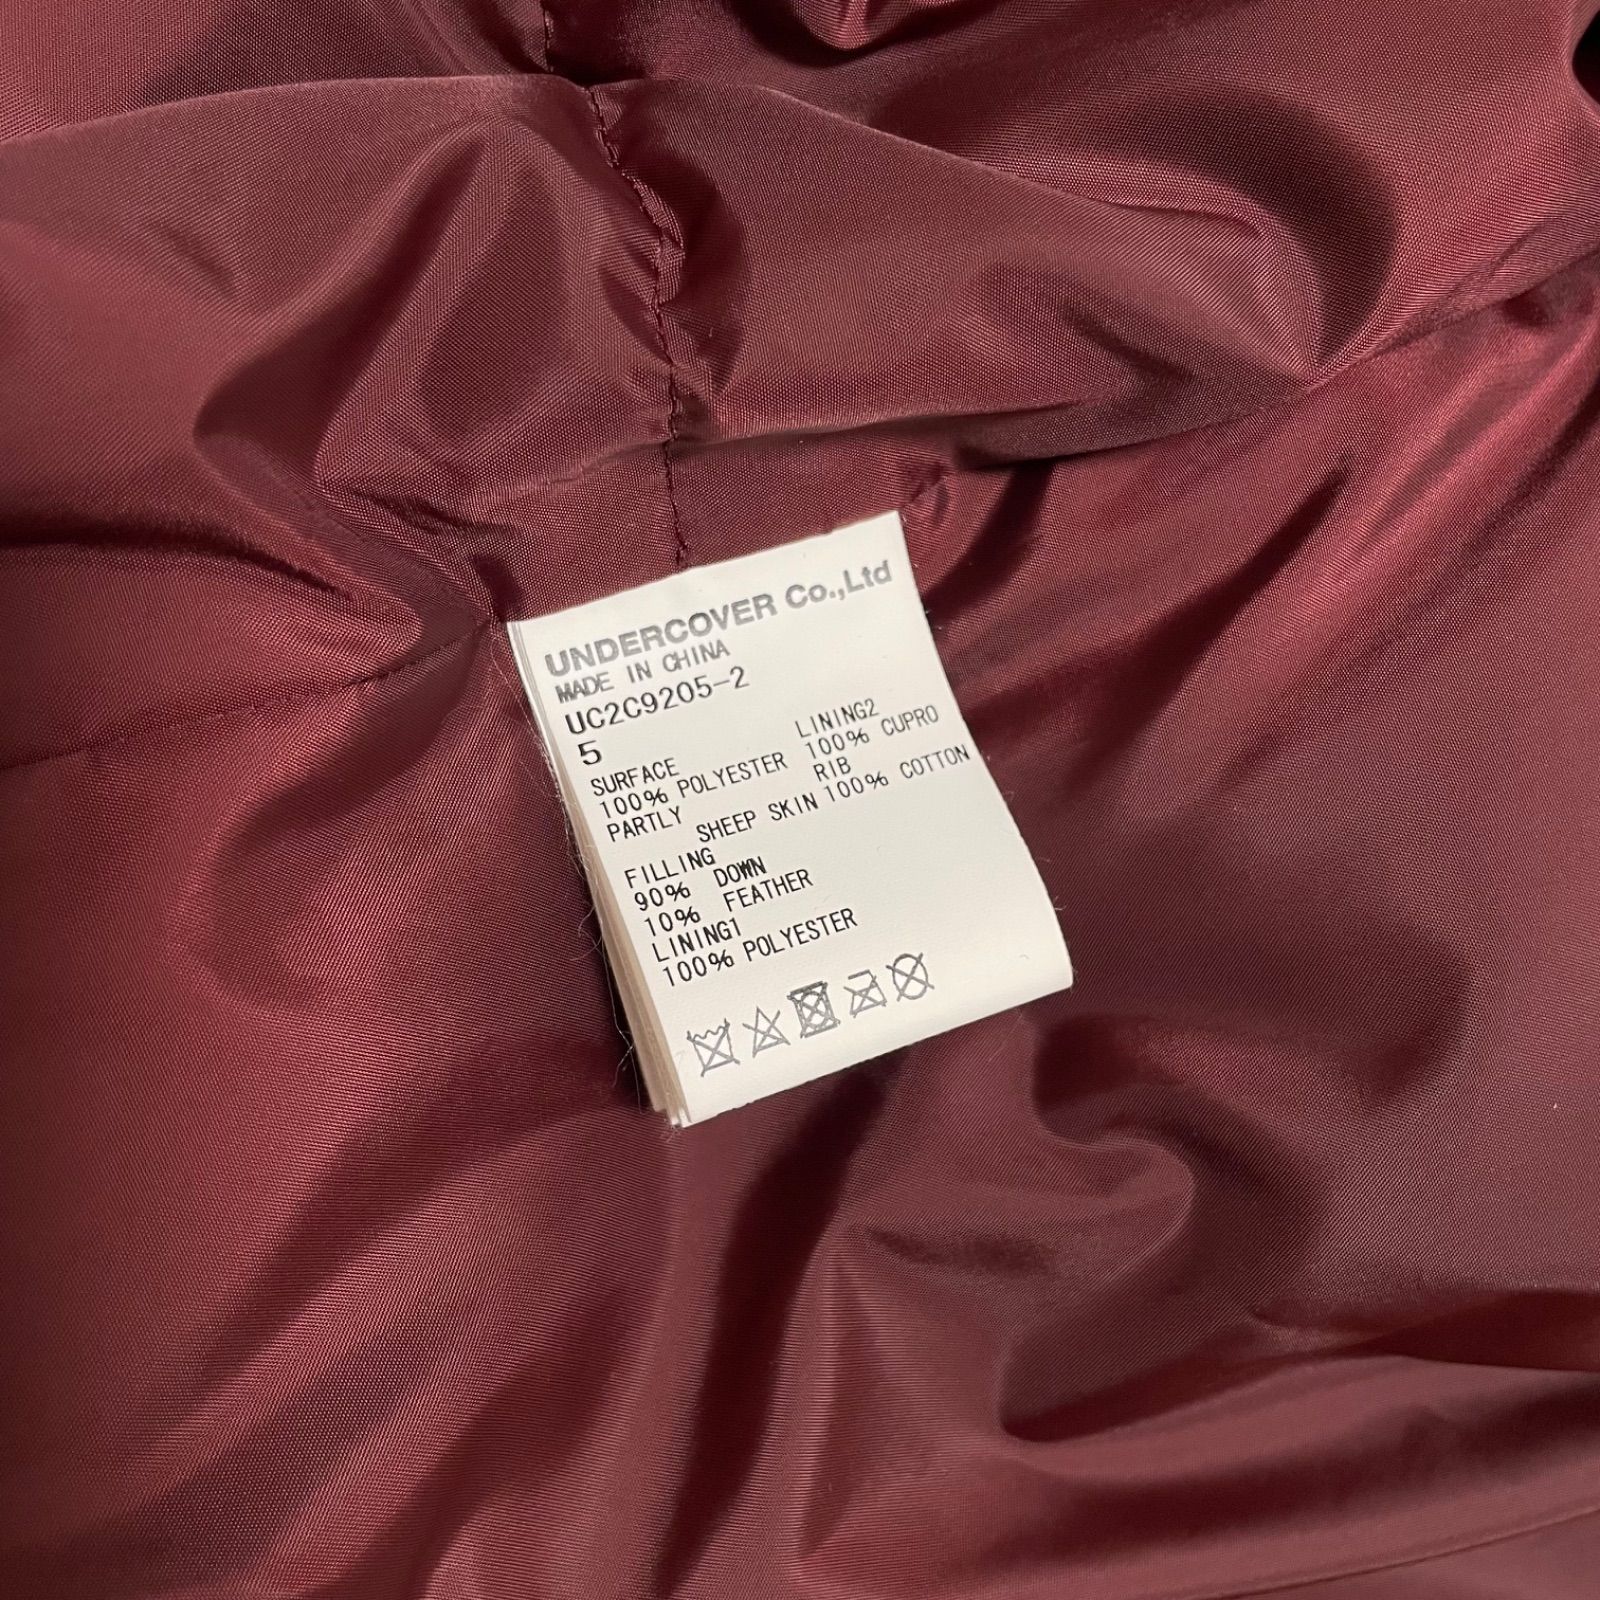 UNDERCOVER Co.,Ltd
MADE IN CHINA
UC2C9205-2
5
SURFACE
100% POLYESTER
PARTLY
SHEEP SKIN
FILLING
90% DOWN
10% FEATHER
LINING1
100% POLYESTER
LINING2
100% CUPRO
RIB
100% COTTON